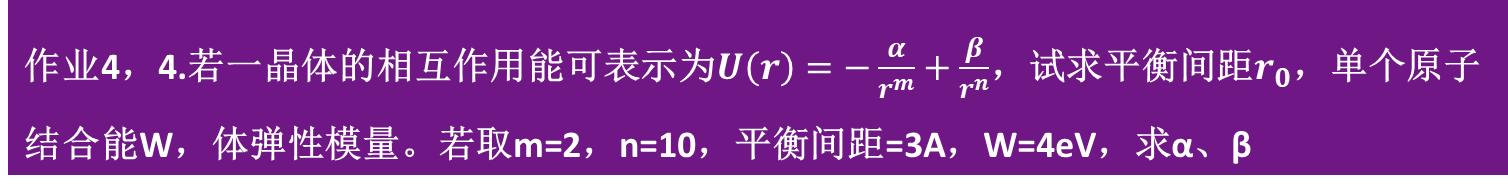 作业4，4.若一晶体的相互作用能可表示为U(r) = −\frac{α}{r^m} + \frac{β}{r^n}，试求平衡间距r₀，单个原子
结合能W，体弹性模量。若取m=2，n=10，平衡间距=3A，W=4eV，求α、β